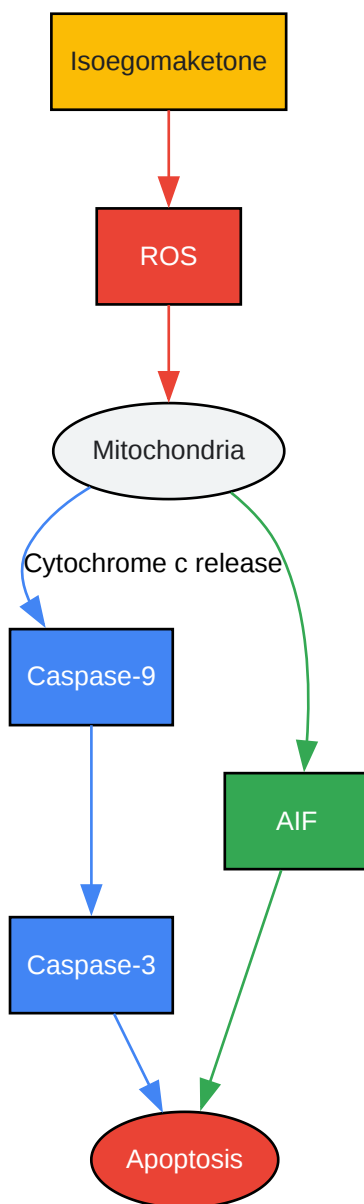 Isoegomaketone
ROS
Mitochondria
Cytochrome c release
Caspase-9
AIF
Caspase-3
Apoptosis